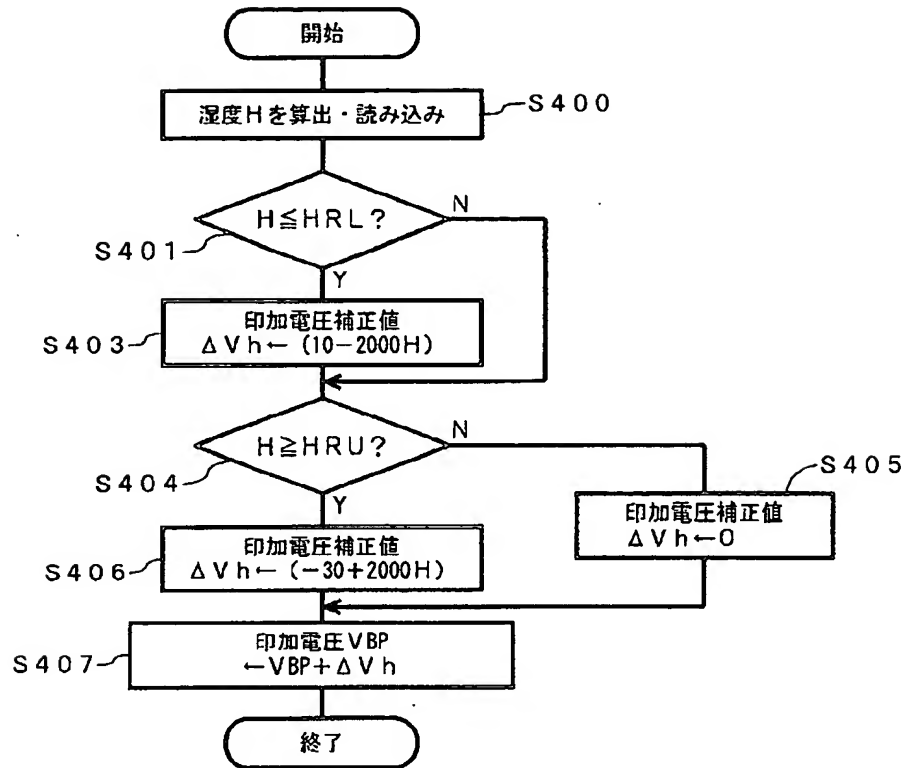 開始
湿度Hを算出・読み込み
S400
H≦HRL?
N
S401
Y
印加電圧補正値
ΔVh←(10−2000H)
S403
H≧HRU?
N
S404
Y
S405
印加電圧補正値
ΔVh←0
印加電圧補正値
ΔVh←(−30+2000H)
S406
印加電圧VBP
←VBP+ΔVh
S407
終了